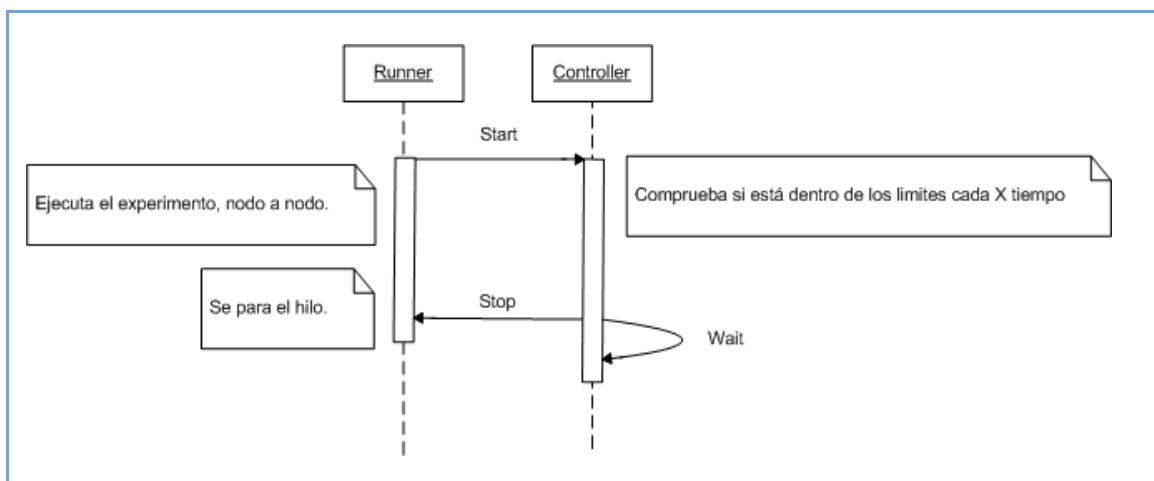 Runner
Controller
Start
Ejecuta el experimento, nodo a nodo.
Comprueba si está dentro de los limites cada X tiempo
Se para el hilo.
Stop
Wait